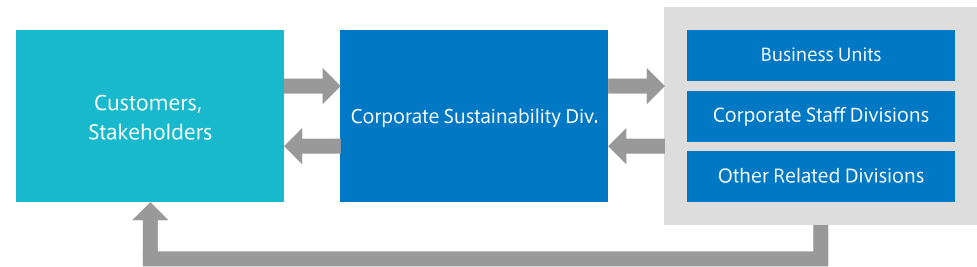 Customers,
Stakeholders
Corporate Sustainability Div.
Business Units
Corporate Staff Divisions
Other Related Divisions